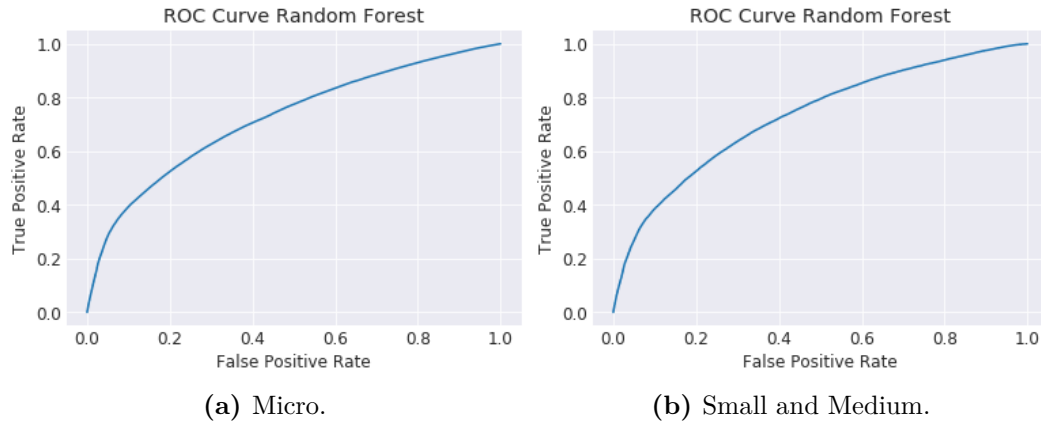 ROC Curve Random Forest
1.0
0.8
0.6
0.4
0.2
0.0
True Positive Rate
0.0 0.2 0.4 0.6 0.8 1.0
False Positive Rate
(a) Micro.
ROC Curve Random Forest
1.0
0.8
0.6
0.4
0.2
0.0
True Positive Rate
0.0 0.2 0.4 0.6 0.8 1.0
False Positive Rate
(b) Small and Medium.